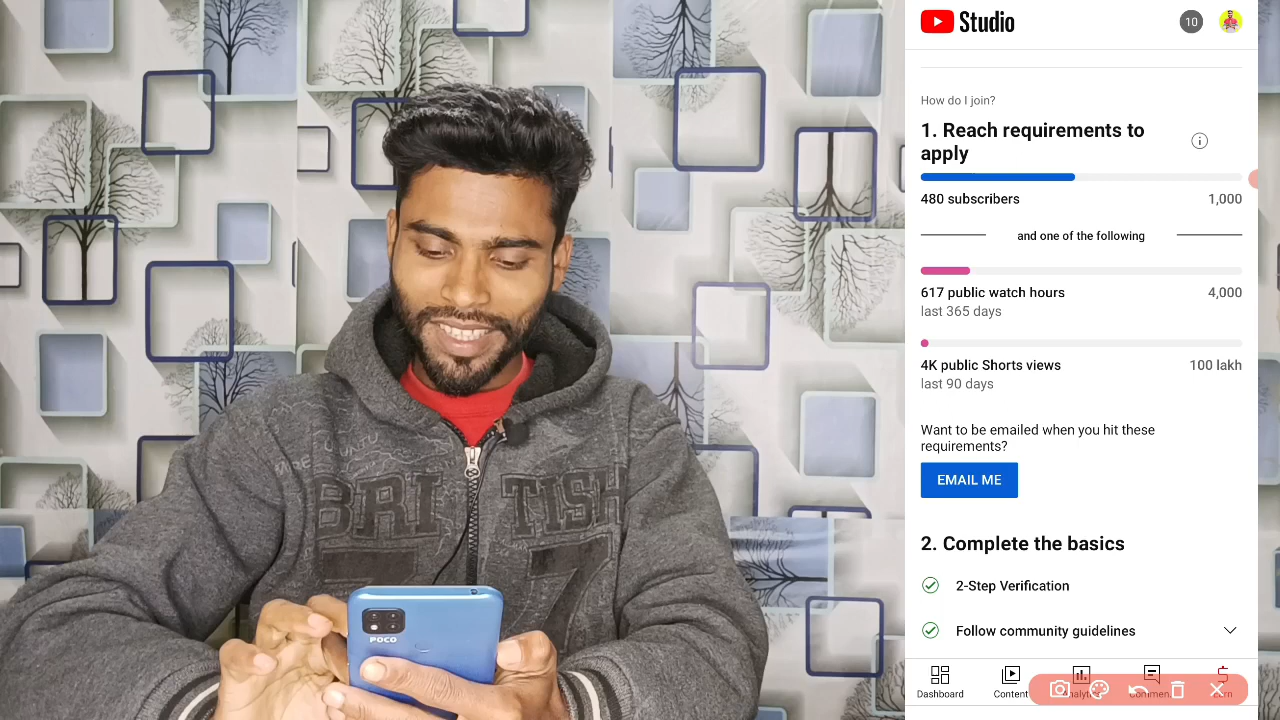 Studio
10
How do I join?
1. Reach requirements to
apply
480 subscribers
1,000
and one of the following
617 public watch hours
4,000
last 365 days
4K public Shorts views
100 lakh
last 90 days
Want to be emailed when you hit these
requirements?
EMAIL ME
2. Complete the basics
2-Step Verification
Follow community guidelines
Dashboard
BRI TISH
7 7
POCO